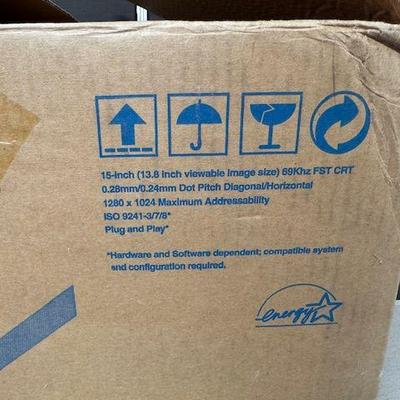 15-inch (13.8 inch viewable image size) 69Khz FST CRT
0.28mm/0.24mm Dot Pitch Diagonal/Horizontal
1280 x 1024 Maximum Addressability
ISO 9241-3/7/8*
Plug and Play*
*Hardware and Software dependent; compatible system
and configuration required.
energy